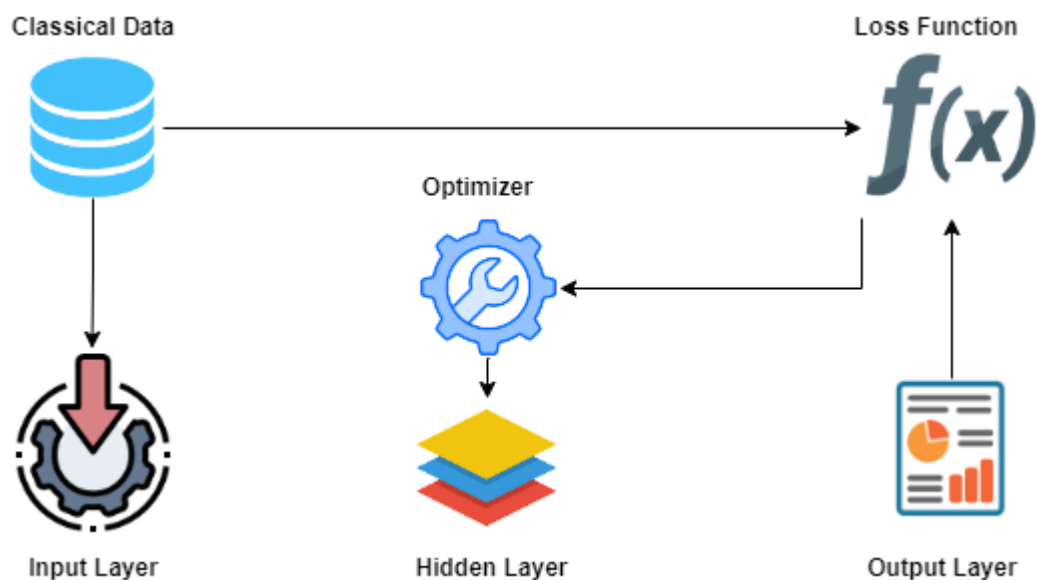 Classical Data
Loss Function
f(x)
Optimizer
Input Layer
Hidden Layer
Output Layer